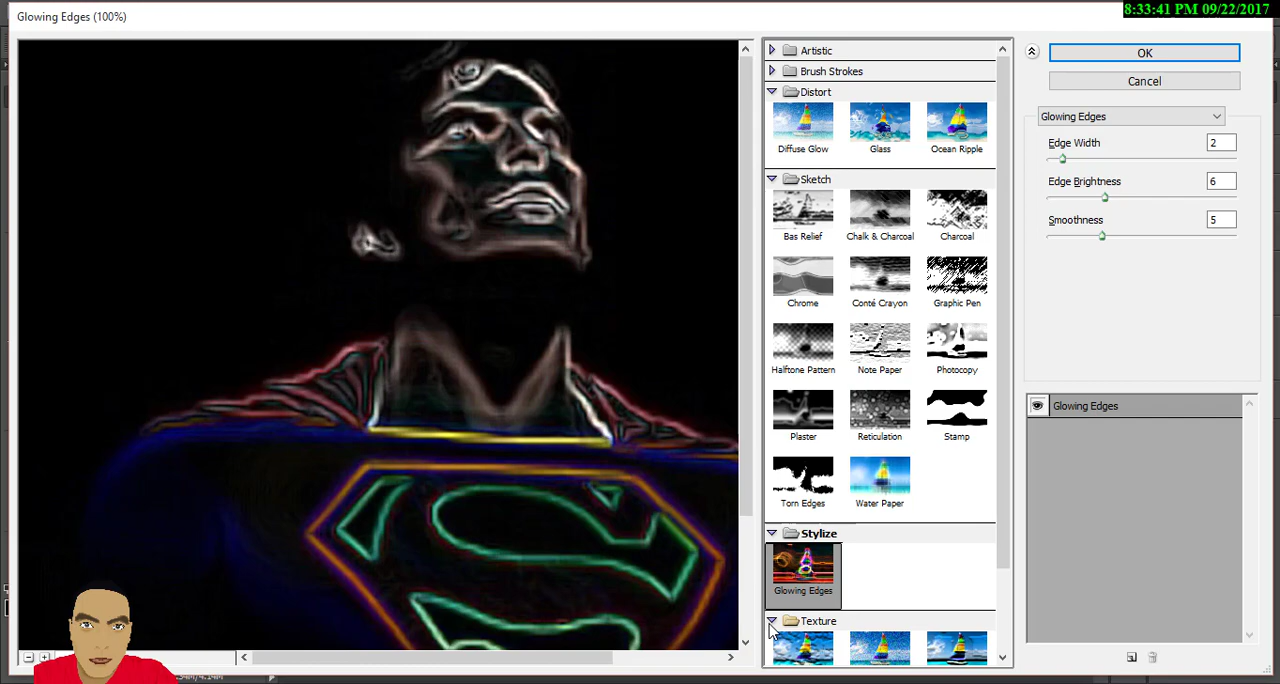 Glowing Edges (100%)
8:33:41 PM 09/22/2017
Artistic
Brush Strokes
Distort
Diffuse Glow
Glass
Ocean Ripple
Sketch
Bas Relief
Chalk & Charcoal
Charcoal
Chrome
Conté Crayon
Graphic Pen
Halftone Pattern
Note Paper
Photocopy
Plaster
Reticulation
Stamp
Torn Edges
Water Paper
Stylize
Glowing Edges
Texture
OK
Cancel
Glowing Edges
Edge Width 2
Edge Brightness 6
Smoothness 5
Glowing Edges